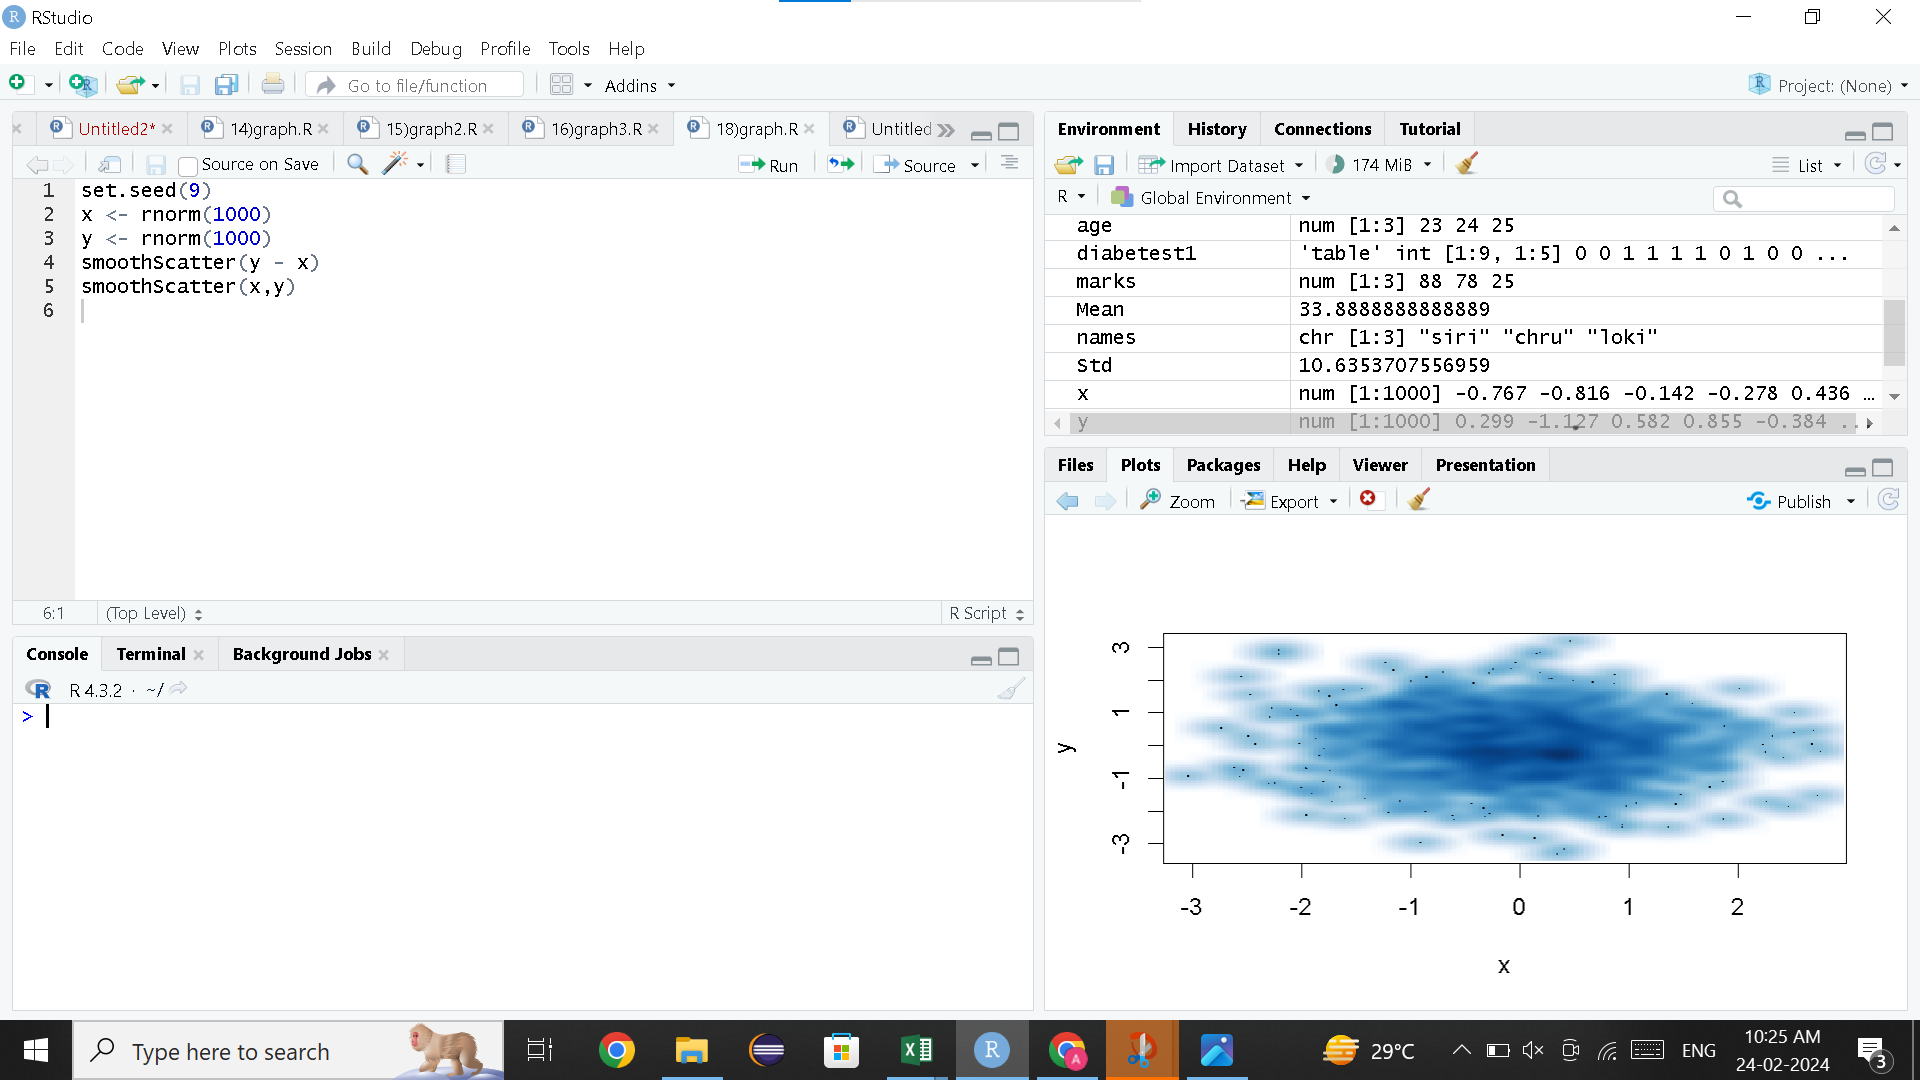 RStudio
File Edit Code View Plots Session Build Debug Profile Tools Help
Go to file/function Addins Project: (None)
Untitled2* 14)graph.R 15)graph2.R 16)graph3.R 18)graph.R Untitled
Source on Save Run Source
1 set.seed(9)
2 x <- rnorm(1000)
3 y <- rnorm(1000)
4 smoothScatter(y - x)
5 smoothScatter(x,y)
6
6:1 (Top Level) R Script
Console Terminal Background Jobs
R 4.3.2 · ~/
>
Environment History Connections Tutorial
Import Dataset 174 MiB List
R Global Environment
age num [1:3] 23 24 25
diabetest1 'table' int [1:9, 1:5] 0 0 1 1 1 1 0 1 0 0 ...
marks num [1:3] 88 78 25
Mean 33.8888888888889
names chr [1:3] "siri" "chru" "loki"
Std 10.6353707556959
x num [1:1000] -0.767 -0.816 -0.142 -0.278 0.436 …
y num [1:1000] 0.299 -1.127 0.582 0.855 -0.384 ..
Files Plots Packages Help Viewer Presentation
Zoom Export Publish
3
1
-1
-3
y
-3 -2 -1 0 1 2
x
Type here to search 29°C ENG 10:25 AM
24-02-2024 3